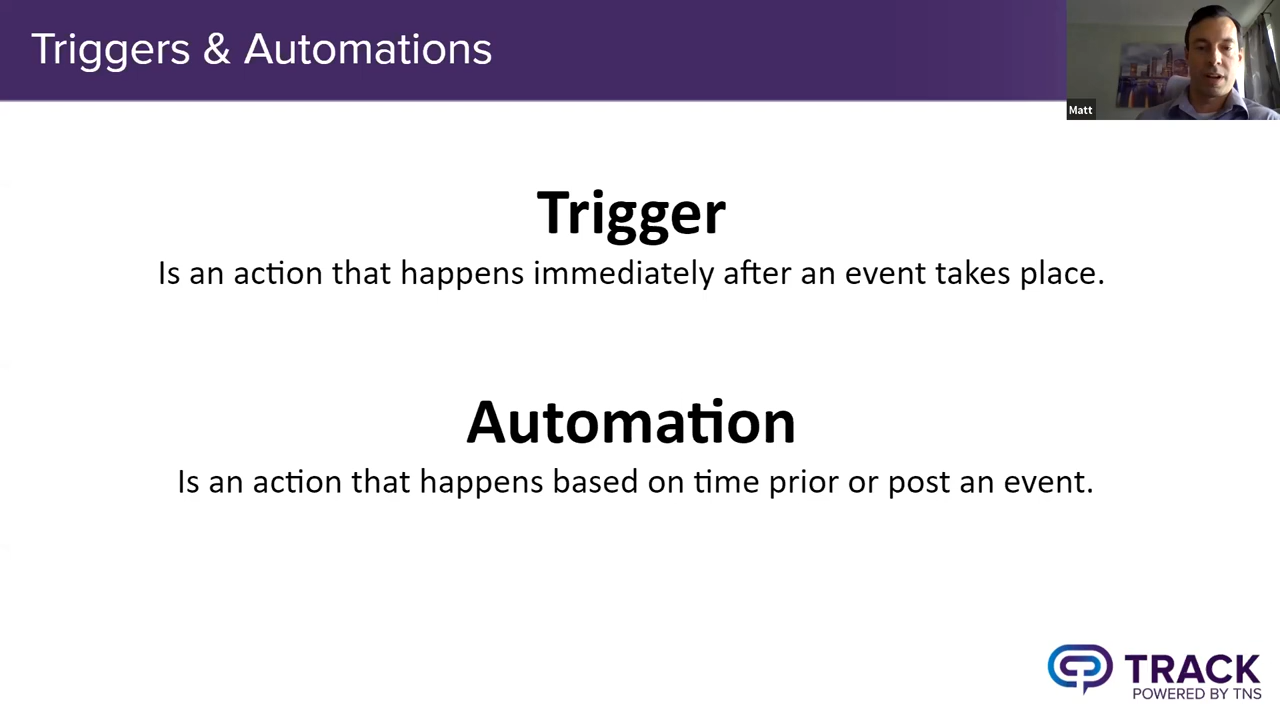 Triggers & Automations
Matt
Trigger
Is an action that happens immediately after an event takes place.
Automation
Is an action that happens based on time prior or post an event.
TRACK
POWERED BY TNS